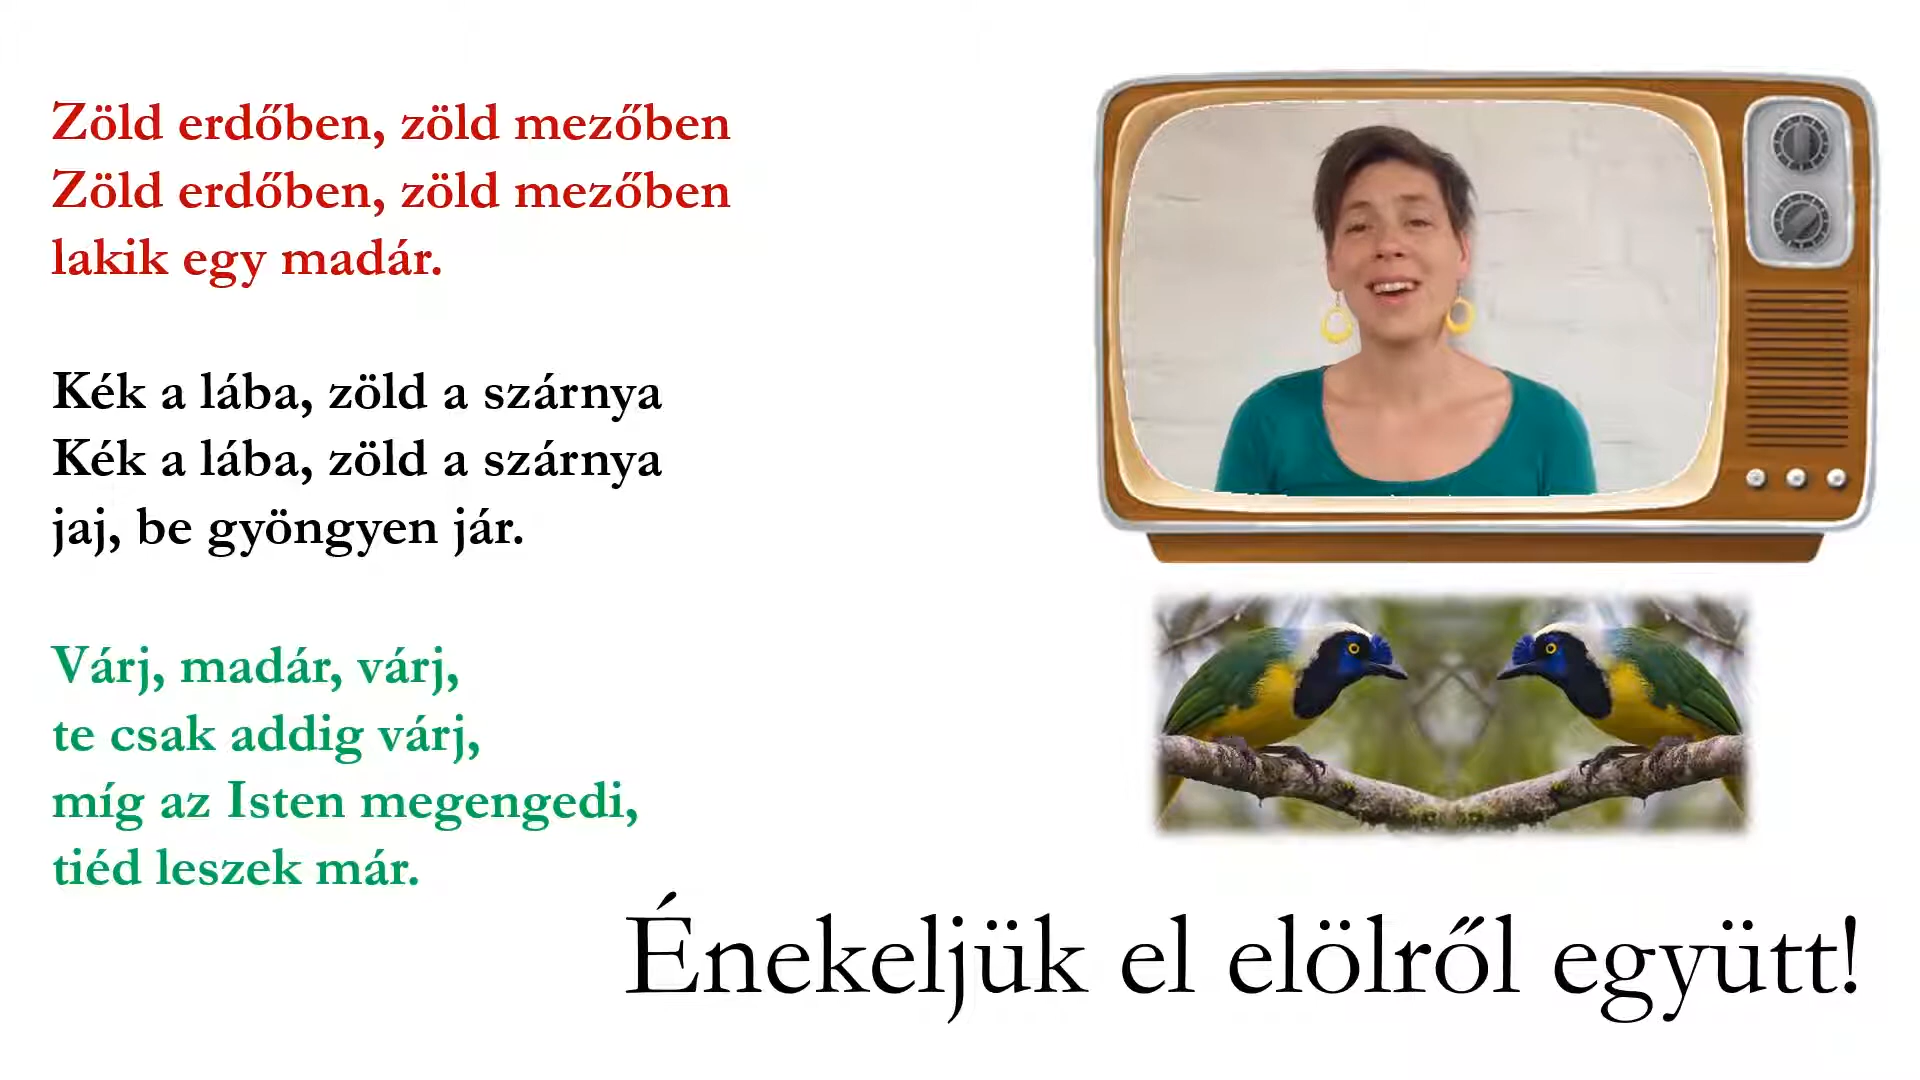 Zöld erdőben, zöld mezőben
Zöld erdőben, zöld mezőben
lakik egy madár.
Kék a lába, zöld a szárnya
Kék a lába, zöld a szárnya
jaj, be gyöngyen jár.
Várj, madár, várj,
te csak addig várj,
míg az Isten megengedi,
tiéd leszek már.
Énekeljük el elölről együtt!